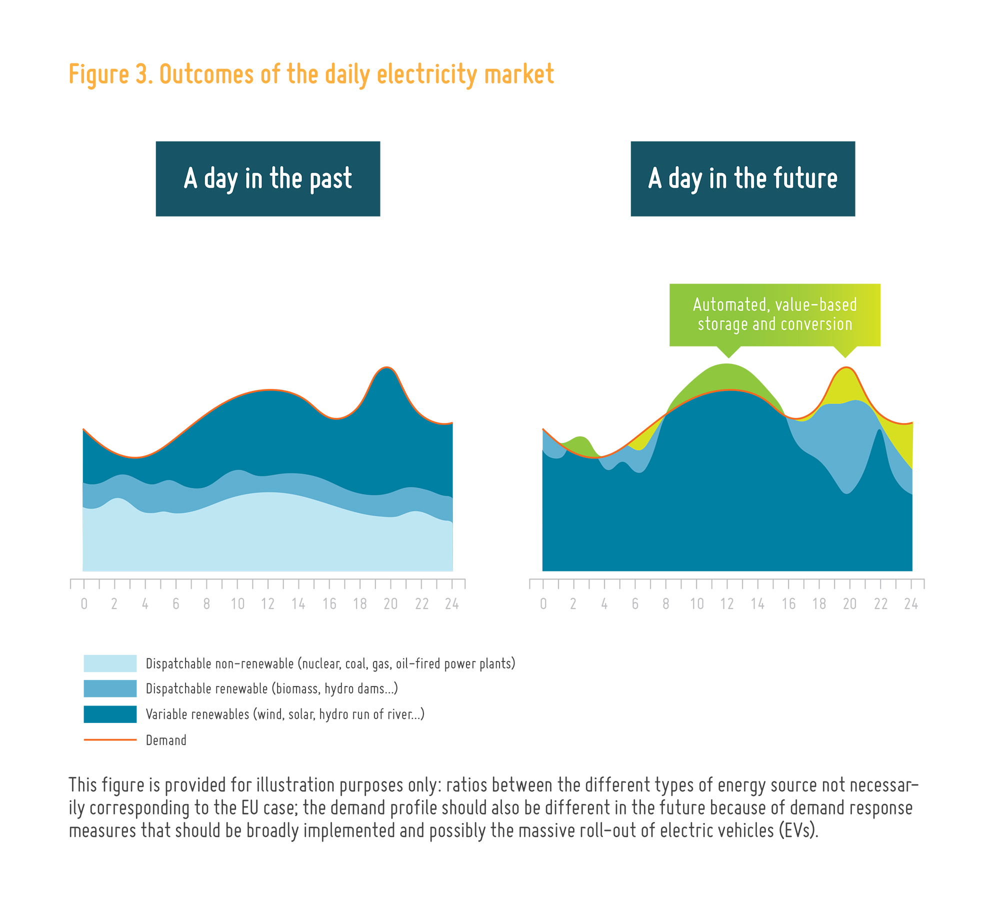 Figure 3. Outcomes of the daily electricity market
A day in the past
A day in the future
Automated, value-based
storage and conversion
0 2 4 6 8 10 12 14 16 18 20 22 24
0 2 4 6 8 10 12 14 16 18 20 22 24
Dispatchable non-renewable (nuclear, coal, gas, oil-fired power plants)
Dispatchable renewable (biomass, hydro dams...)
Variable renewables (wind, solar, hydro run of river...)
Demand
This figure is provided for illustration purposes only: ratios between the different types of energy source not necessar-
ily corresponding to the EU case; the demand profile should also be different in the future because of demand response
measures that should be broadly implemented and possibly the massive roll-out of electric vehicles (EVs).